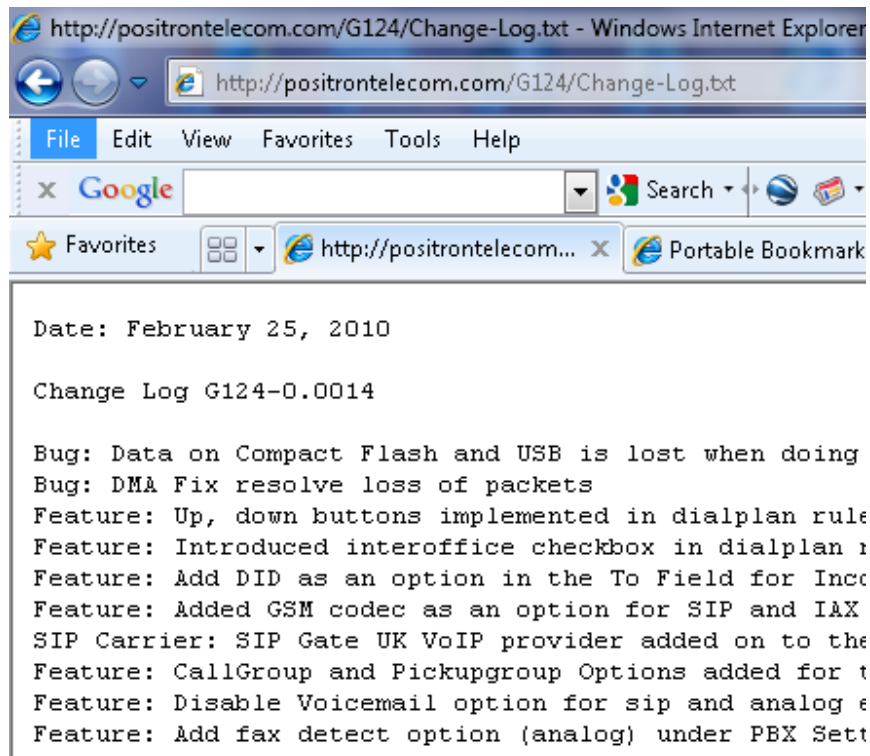 http://positrontelecom.com/G124/Change-Log.txt - Windows Internet Explorer
http://positrontelecom.com/G124/Change-Log.txt
File Edit View Favorites Tools Help
x Google Search
Favorites http://positrontelecom... x Portable Bookmark
Date: February 25, 2010
Change Log G124-0.0014
Bug: Data on Compact Flash and USB is lost when doing
Bug: DMA Fix resolve loss of packets
Feature: Up, down buttons implemented in dialplan rule
Feature: Introduced interoffice checkbox in dialplan
Feature: Add DID as an option in the To Field for Inco
Feature: Added GSM codec as an option for SIP and IAX
SIP Carrier: SIP Gate UK VoIP provider added on to the
Feature: CallGroup and Pickupgroup Options added for
Feature: Disable Voicemail option for sip and analog
Feature: Add fax detect option (analog) under PBX Sett